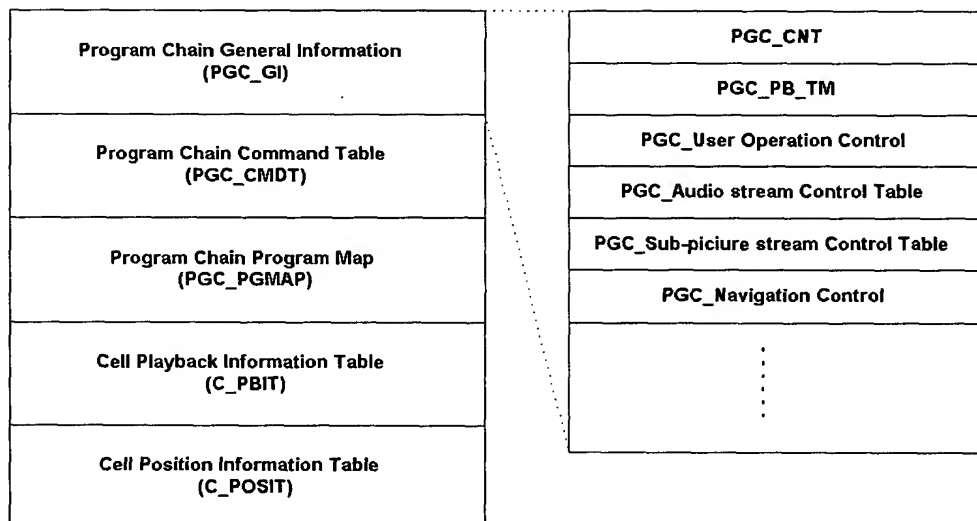 Program Chain General Information
(PGC_GI)
Program Chain Command Table
(PGC_CMDT)
Program Chain Program Map
(PGC_PGMAP)
Cell Playback Information Table
(C_PBIT)
Cell Position Information Table
(C_POSIT)
PGC_CNT
PGC_PB_TM
PGC_User Operation Control
PGC_Audio stream Control Table
PGC_Sub-piciure stream Control Table
PGC_Navigation Control